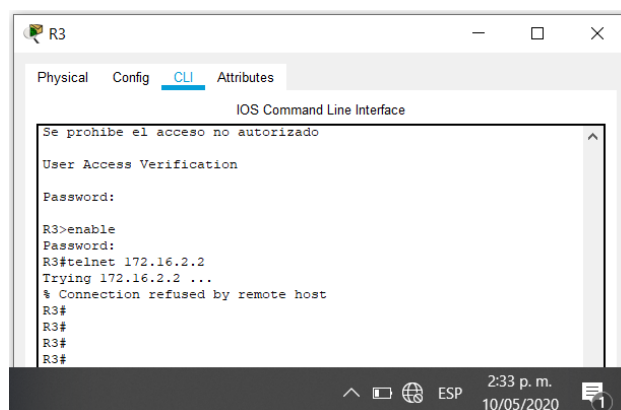 R3
Physical Config CLI Attributes
IOS Command Line Interface
Se prohibe el acceso no autorizado
User Access Verification
Password:
R3>enable
Password:
R3#telnet 172.16.2.2
Trying 172.16.2.2 ...
% Connection refused by remote host
R3#
R3#
R3#
R3#
ESP
2:33 p. m.
10/05/2020
1